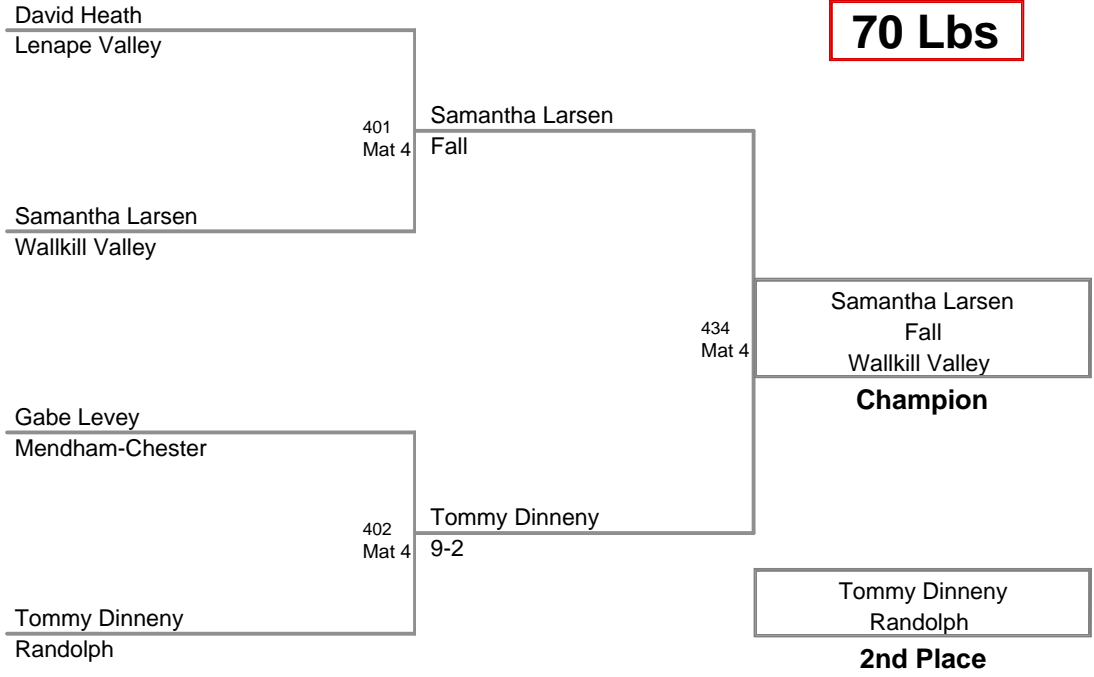 70 Lbs
David Heath
Lenape Valley
401
Mat 4
Samantha Larsen
Fall
Samantha Larsen
Wallkill Valley
434
Mat 4
Samantha Larsen
Fall
Wallkill Valley
Champion
Gabe Levey
Mendham-Chester
402
Mat 4
Tommy Dinneny
9-2
Tommy Dinneny
Randolph
Tommy Dinneny
Randolph
2nd Place